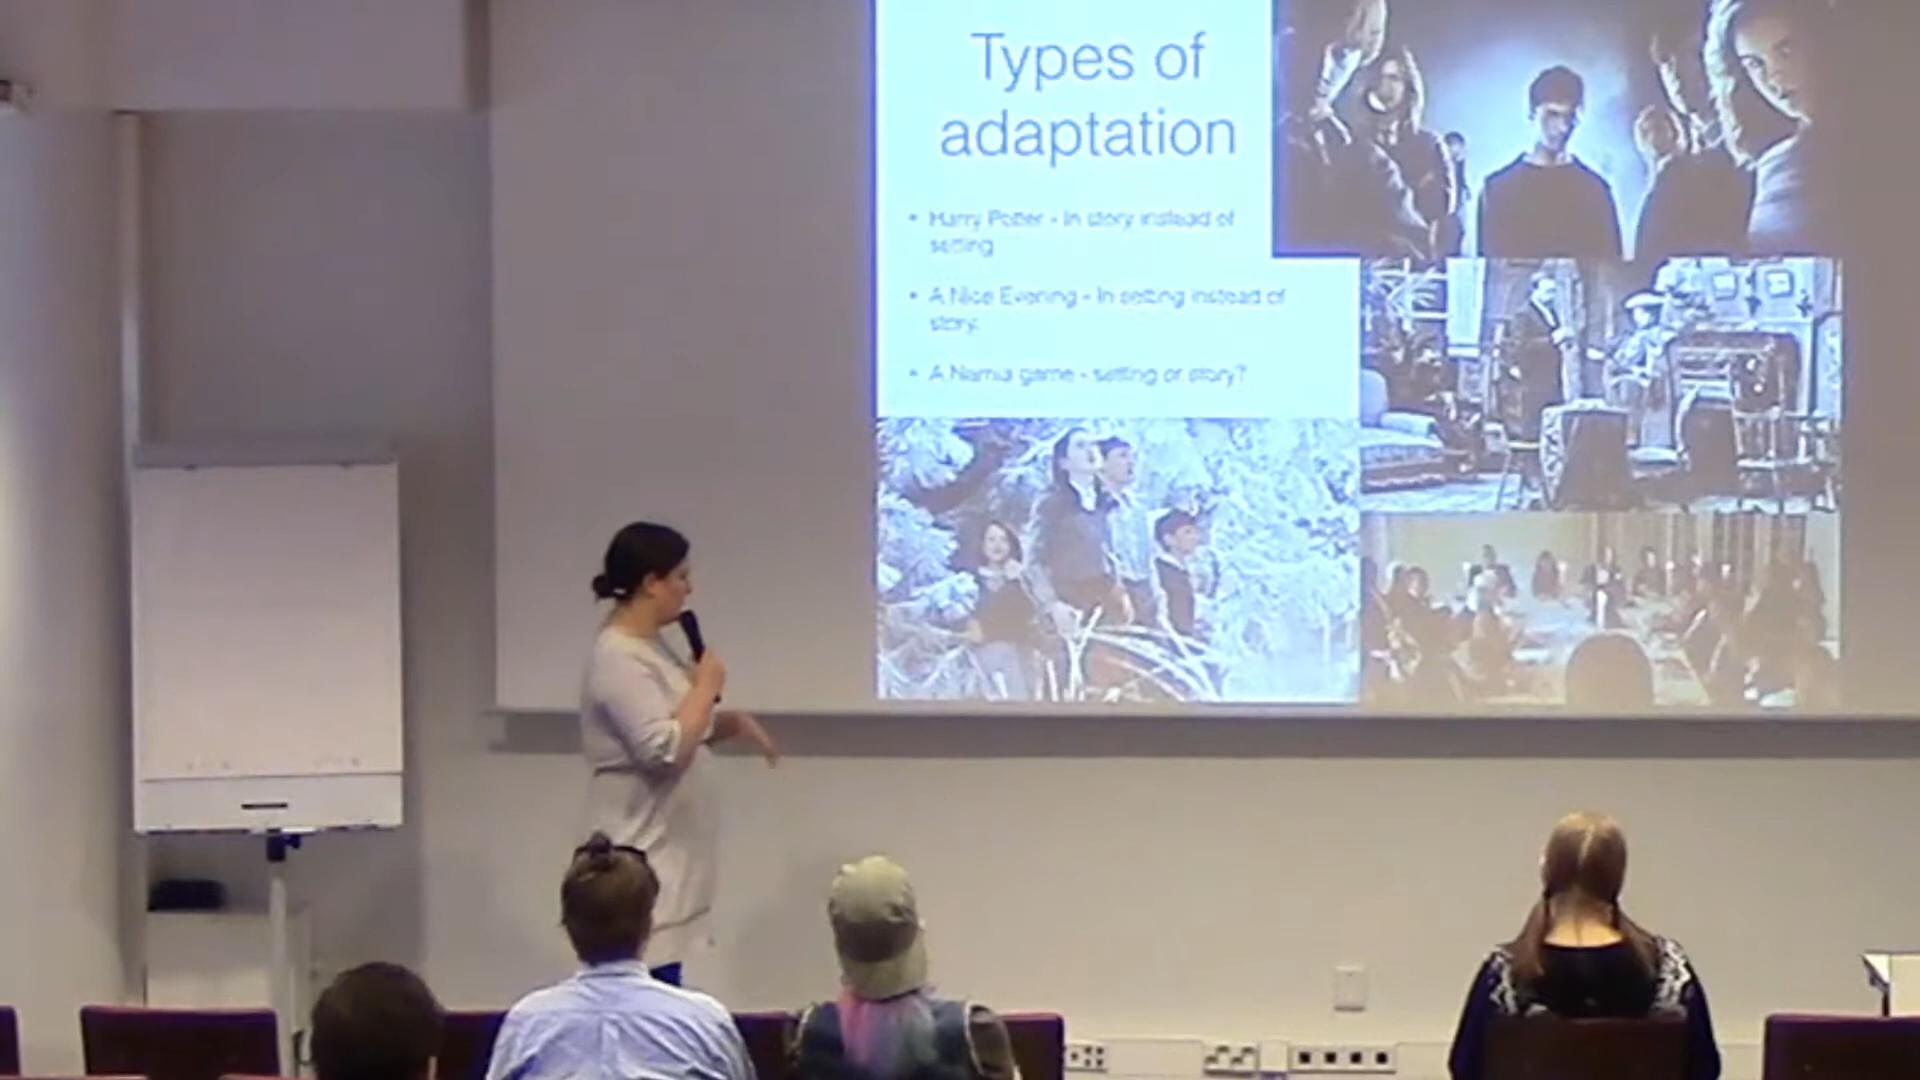 Types of
adaptation
• Harry Potter - In story instead of
setting
• A Nice Evening - In setting instead of
story.
• A Narnia game - setting or story?